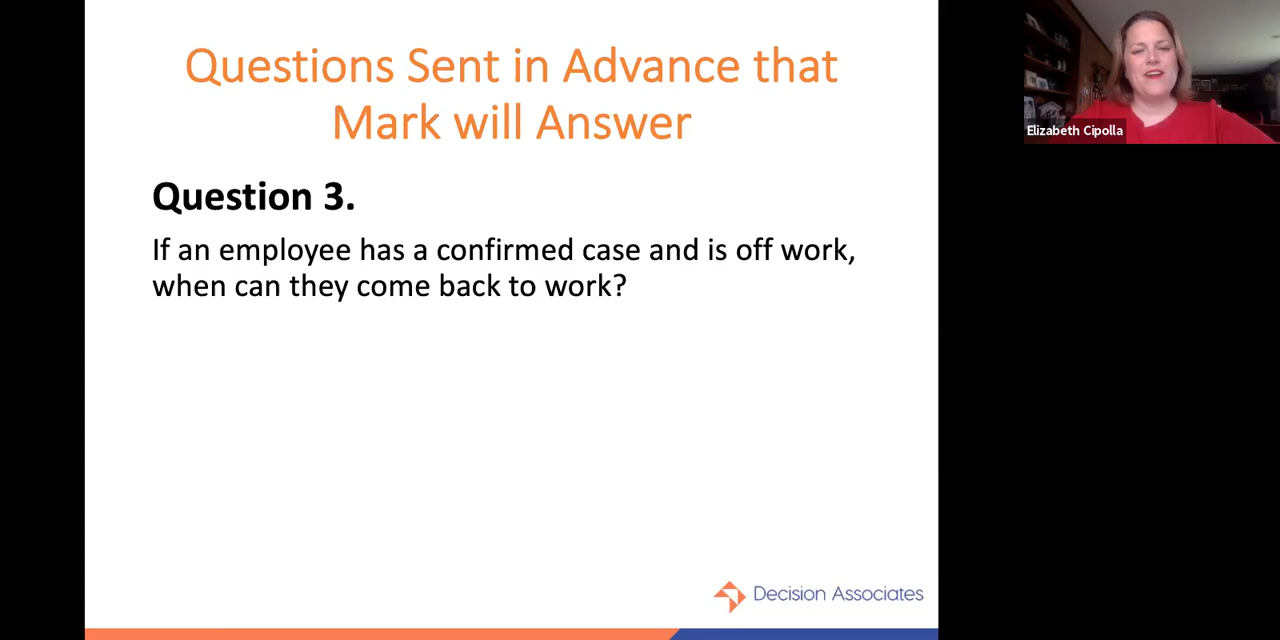 Questions Sent in Advance that
Mark will Answer
Question 3.
If an employee has a confirmed case and is off work,
when can they come back to work?
Decision Associates
Elizabeth Cipolla